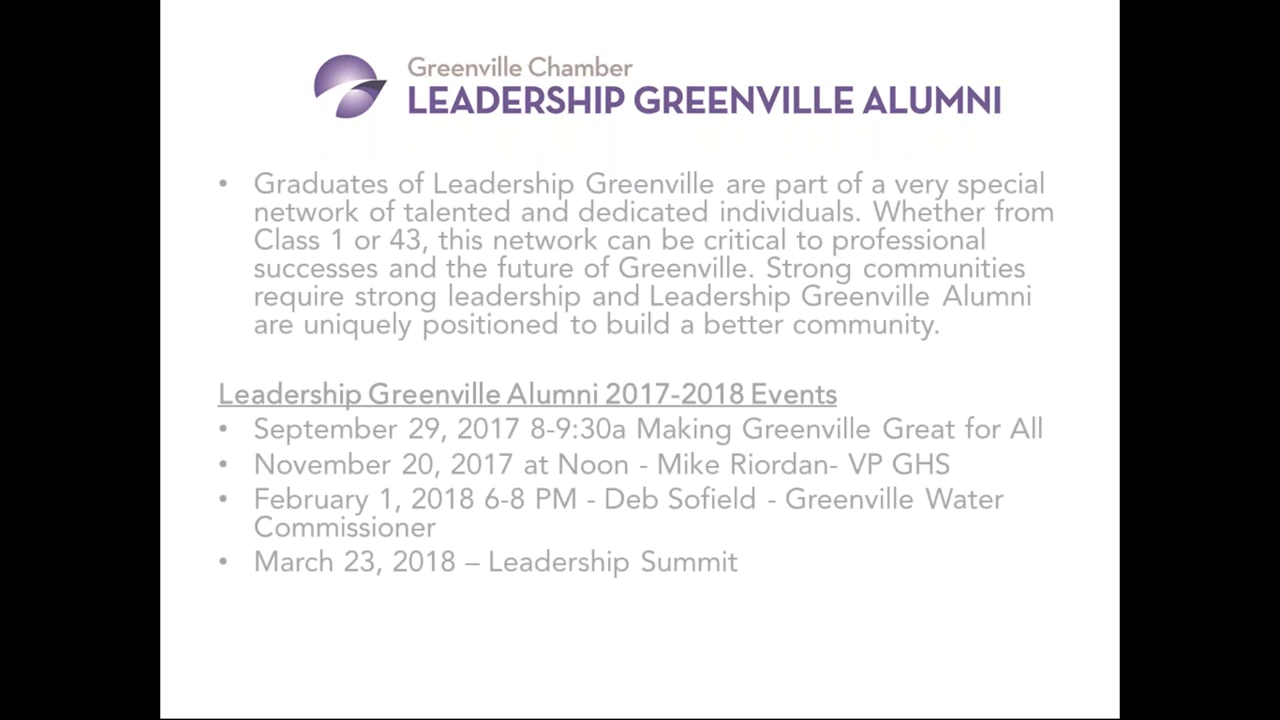 Greenville Chamber
LEADERSHIP GREENVILLE ALUMNI
• Graduates of Leadership Greenville are part of a very special
network of talented and dedicated individuals. Whether from
Class 1 or 43, this network can be critical to professional
successes and the future of Greenville. Strong communities
require strong leadership and Leadership Greenville Alumni
are uniquely positioned to build a better community.
Leadership Greenville Alumni 2017-2018 Events
• September 29, 2017 8-9:30a Making Greenville Great for All
• November 20, 2017 at Noon - Mike Riordan- VP GHS
• February 1, 2018 6-8 PM - Deb Sofield - Greenville Water
Commissioner
• March 23, 2018 – Leadership Summit